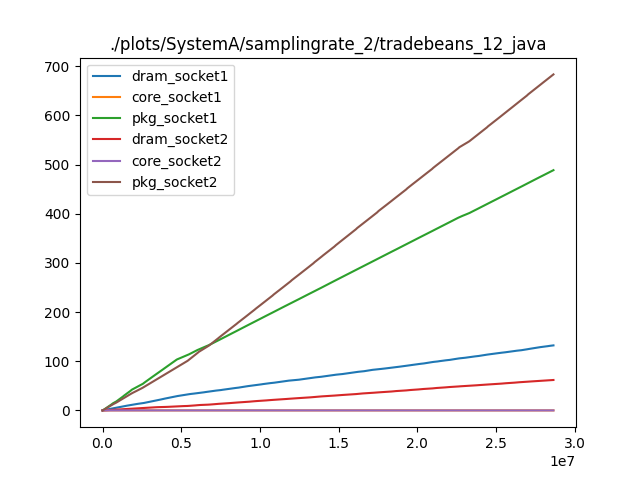 ./plots/SystemA/samplingrate_2/tradebeans_12_java
700
600
500
400
300
200
100
0
dram_socket1
core_socket1
pkg_socket1
dram_socket2
core_socket2
pkg_socket2
0.0 0.5 1.0 1.5 2.0 2.5 3.0
1e7